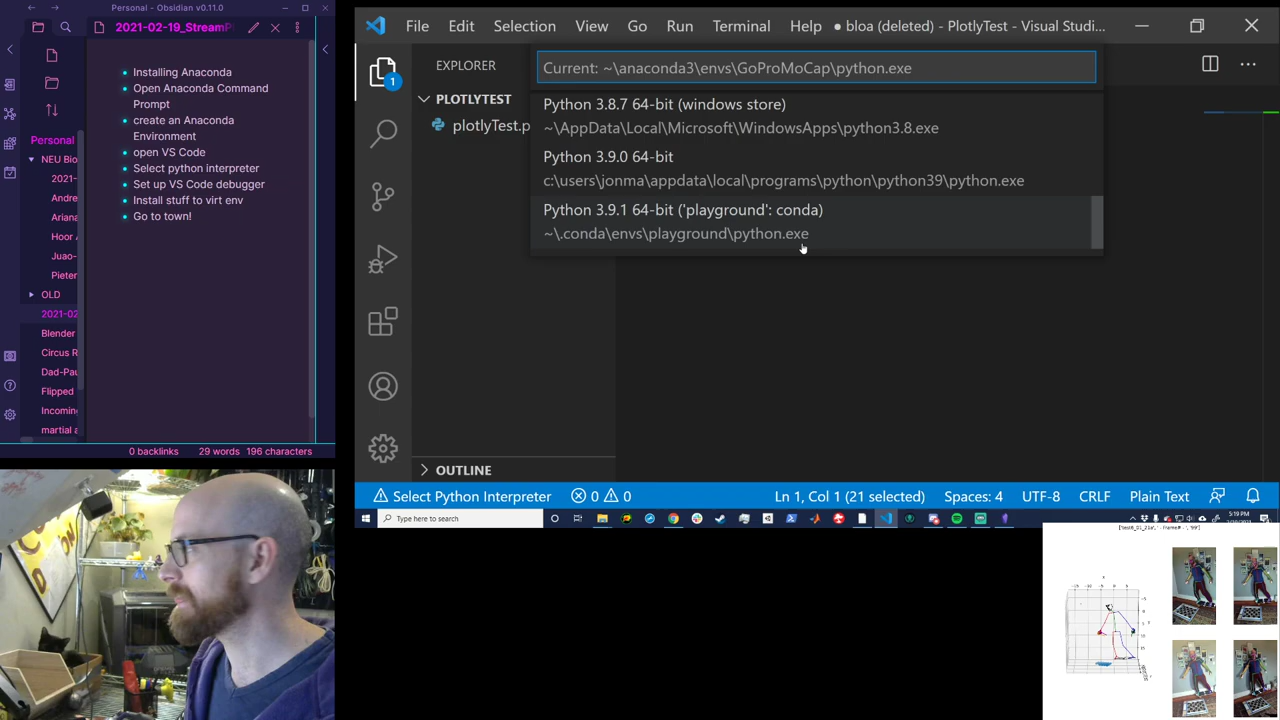 Personal - Obsidian v0.11.0
2021-02-19_StreamP
Installing Anaconda
Open Anaconda Command
Prompt
create an Anaconda
Environment
open VS Code
Select python interpreter
Set up VS Code debugger
Install stuff to virt env
Go to town!
Personal
NEU Bio
2021-
Andre
Hoor
Juao-
Pieter
OLD
2021-02
Blender
Circus R
Dad-Pau
Flipped
Incoming
martial a
0 backlinks 29 words 196 characters
File Edit Selection View Go Run Terminal Help
● bloa (deleted) - PlotlyTest - Visual Studi...
1
EXPLORER
PLOTLYTEST
plotlyTest.p
Current: ~\anaconda3\envs\GoProMoCap\python.exe
Python 3.8.7 64-bit (windows store)
~\AppData\Local\Microsoft\WindowsApps\python3.8.exe
Python 3.9.0 64-bit
c:\users\jonma\appdata\local\programs\python\python39\python.exe
Python 3.9.1 64-bit ('playground': conda)
~\.conda\envs\playground\python.exe
OUTLINE
Select Python Interpreter 0 0 Ln 1, Col 1 (21 selected) Spaces: 4 UTF-8 CRLF Plain Text
Type here to search
5:19 PM